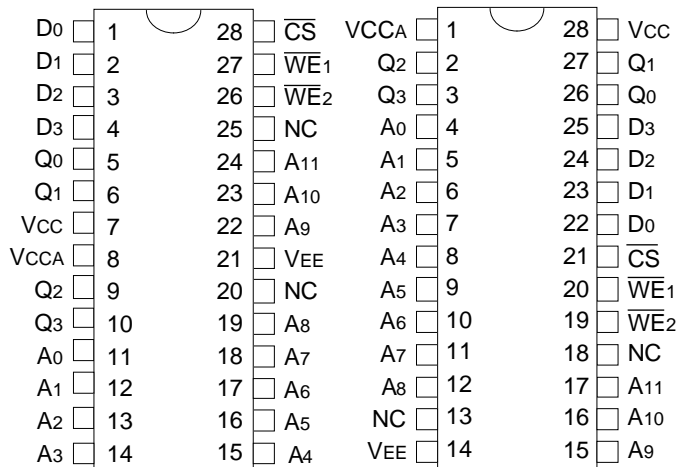 D0 1 28 CS VCCA 1 28 VCC
D1 2 27 WE1 Q2 2 27 Q1
D2 3 26 WE2 Q3 3 26 Q0
D3 4 25 NC A0 4 25 D3
Q0 5 24 A11 A1 5 24 D2
Q1 6 23 A10 A2 6 23 D1
VCC 7 22 A9 A3 7 22 D0
VCCA 8 21 VEE A4 8 21 CS
Q2 9 20 NC A5 9 20 WE1
Q3 10 19 A8 A6 10 19 WE2
A0 11 18 A7 A7 11 18 NC
A1 12 17 A6 A8 12 17 A11
A2 13 16 A5 NC 13 16 A10
A3 14 15 A4 VEE 14 15 A9